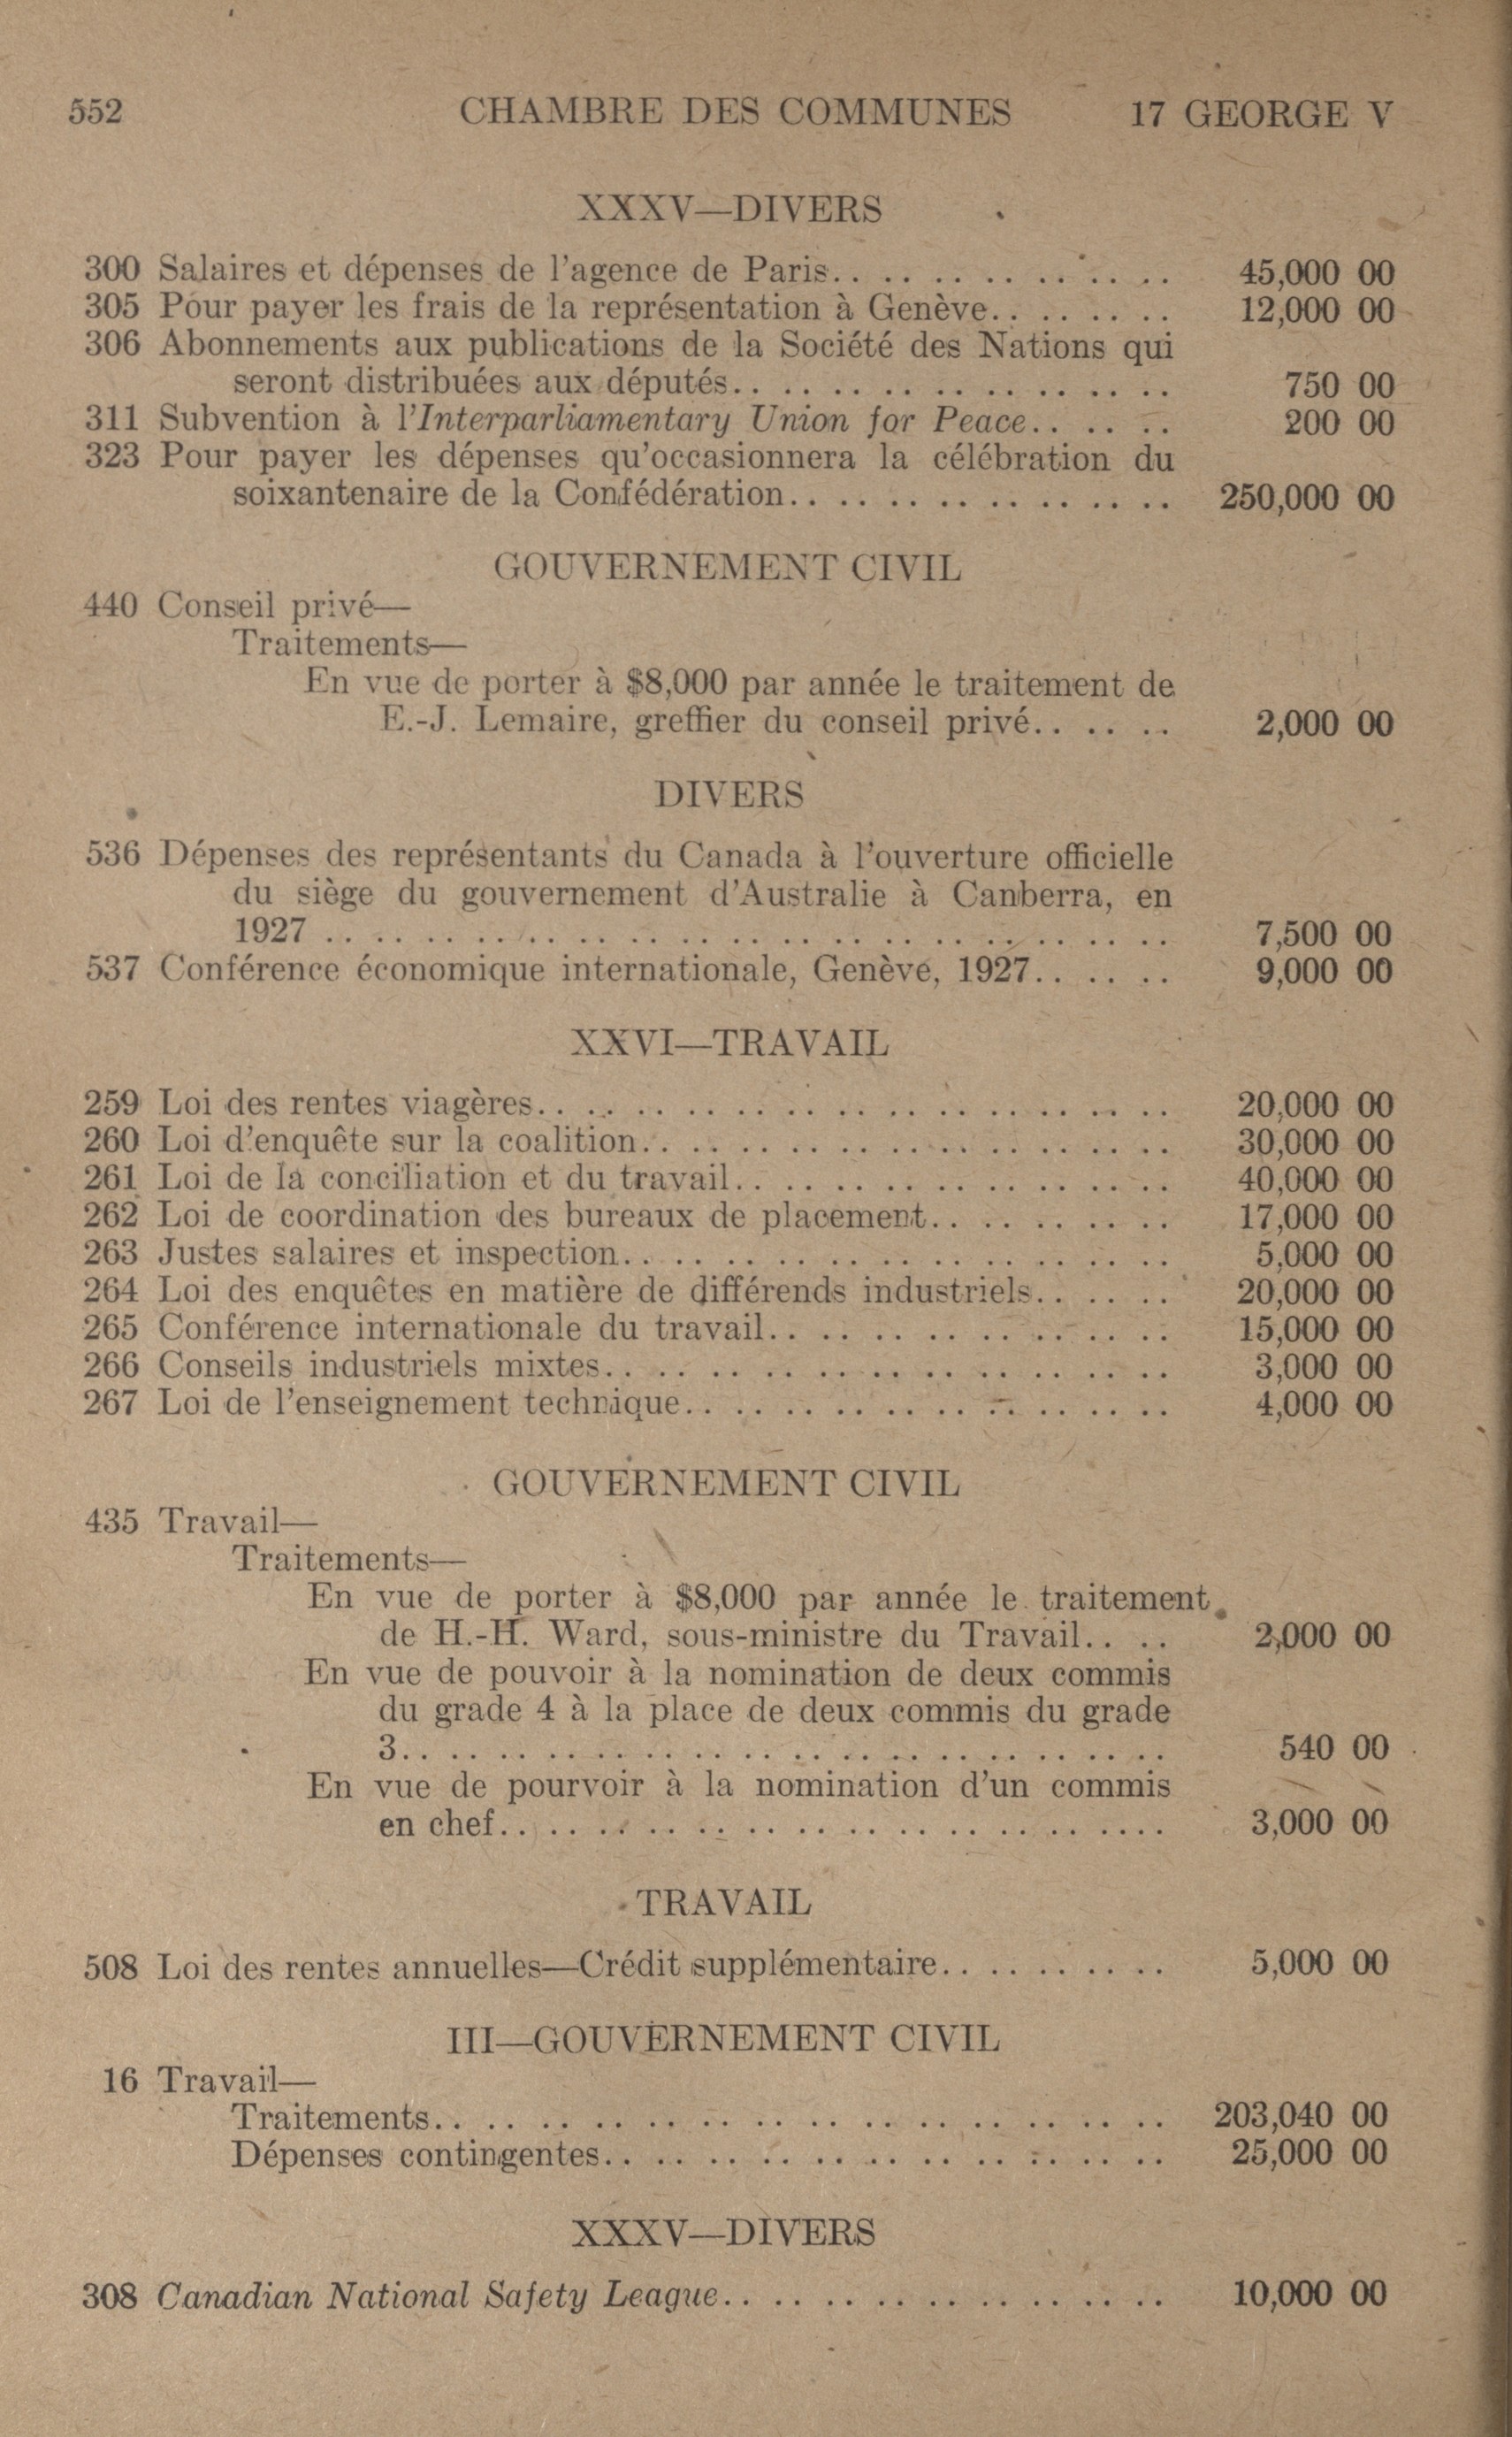 552 CHAMBRE DES COMMUNES 17 GEORGE V
XXXV—DIVERS
300 Salaires et dépenses de l'agence de Paris.. .. .. .. .. .. .. 45,000 00
305 Pour payer les frais de la représentation à Genève.. .. .. .. 12,000 00
306 Abonnements aux publications de la Société des Nations qui
seront distribuées aux députés.. .. .. .. .. .. .. .. .. 750 00
311 Subvention à l'Interparliamentary Union for Peace.. .. .. 200 00
323 Pour payer les dépenses qu'occasionnera la célébration du
soixantenaire de la Confédération.. .. .. .. .. .. .. .. 250,000 00
GOUVERNEMENT CIVIL
440 Conseil privé—
Traitements—
En vue de porter à $8,000 par année le traitement de
E.-J. Lemaire, greffier du conseil privé.. .. .. 2,000 00
DIVERS
536 Dépenses des représentants du Canada à l'ouverture officielle
du siège du gouvernement d'Australie à Canberra, en
1927 .. .. .. .. .. .. .. .. .. .. .. .. .. .. .. .. .. 7,500 00
537 Conférence économique internationale, Genève, 1927.. .. .. 9,000 00
XXVI—TRAVAIL
259 Loi des rentes viagères.. .. .. .. .. .. .. .. .. .. .. .. .. 20,000 00
260 Loi d'enquête sur la coalition.. .. .. .. .. .. .. .. .. .. .. 30,000 00
261 Loi de la conciliation et du travail.. .. .. .. .. .. .. .. .. 40,000 00
262 Loi de coordination des bureaux de placement.. .. .. .. .. 17,000 00
263 Justes salaires et inspection.. .. .. .. .. .. .. .. .. .. .. 5,000 00
264 Loi des enquêtes en matière de différends industriels.. .. .. 20,000 00
265 Conférence internationale du travail.. .. .. .. .. .. .. .. 15,000 00
266 Conseils industriels mixtes.. .. .. .. .. .. .. .. .. .. .. 3,000 00
267 Loi de l'enseignement technique.. .. .. .. .. .. .. .. .. .. 4,000 00
GOUVERNEMENT CIVIL
435 Travail—
Traitements—
En vue de porter à $8,000 par année le traitement
de H.-H. Ward, sous-ministre du Travail.. .. 2,000 00
En vue de pouvoir à la nomination de deux commis
du grade 4 à la place de deux commis du grade
3.. .. .. .. .. .. .. .. .. .. .. .. .. .. .. .. 540 00
En vue de pourvoir à la nomination d'un commis
en chef.. .. .. .. .. .. .. .. .. .. .. .. .. .. 3,000 00
TRAVAIL
508 Loi des rentes annuelles—Crédit supplémentaire.. .. .. .. .. 5,000 00
III—GOUVERNEMENT CIVIL
16 Travail—
Traitements.. .. .. .. .. .. .. .. .. .. .. .. .. .. 203,040 00
Dépenses contingentes.. .. .. .. .. .. .. .. .. .. .. 25,000 00
XXXV—DIVERS
308 Canadian National Safety League.. .. .. .. .. .. .. .. .. 10,000 00